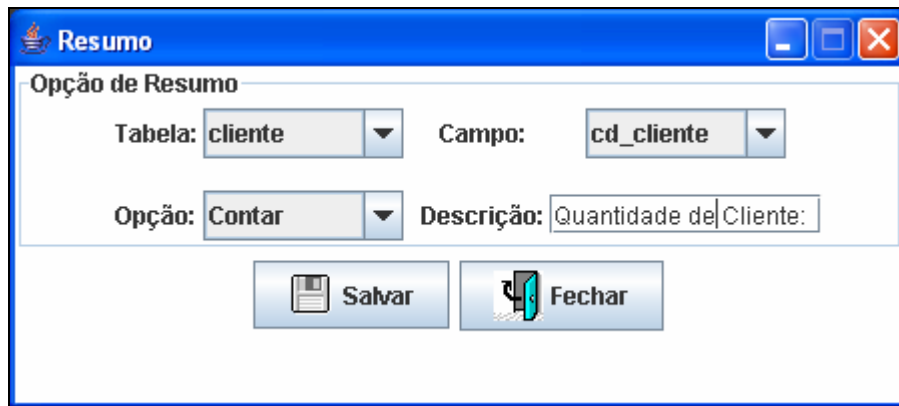 Resumo
Opção de Resumo
Tabela: cliente Campo: cd_cliente
Opção: Contar Descrição: Quantidade de Cliente:
Salvar Fechar